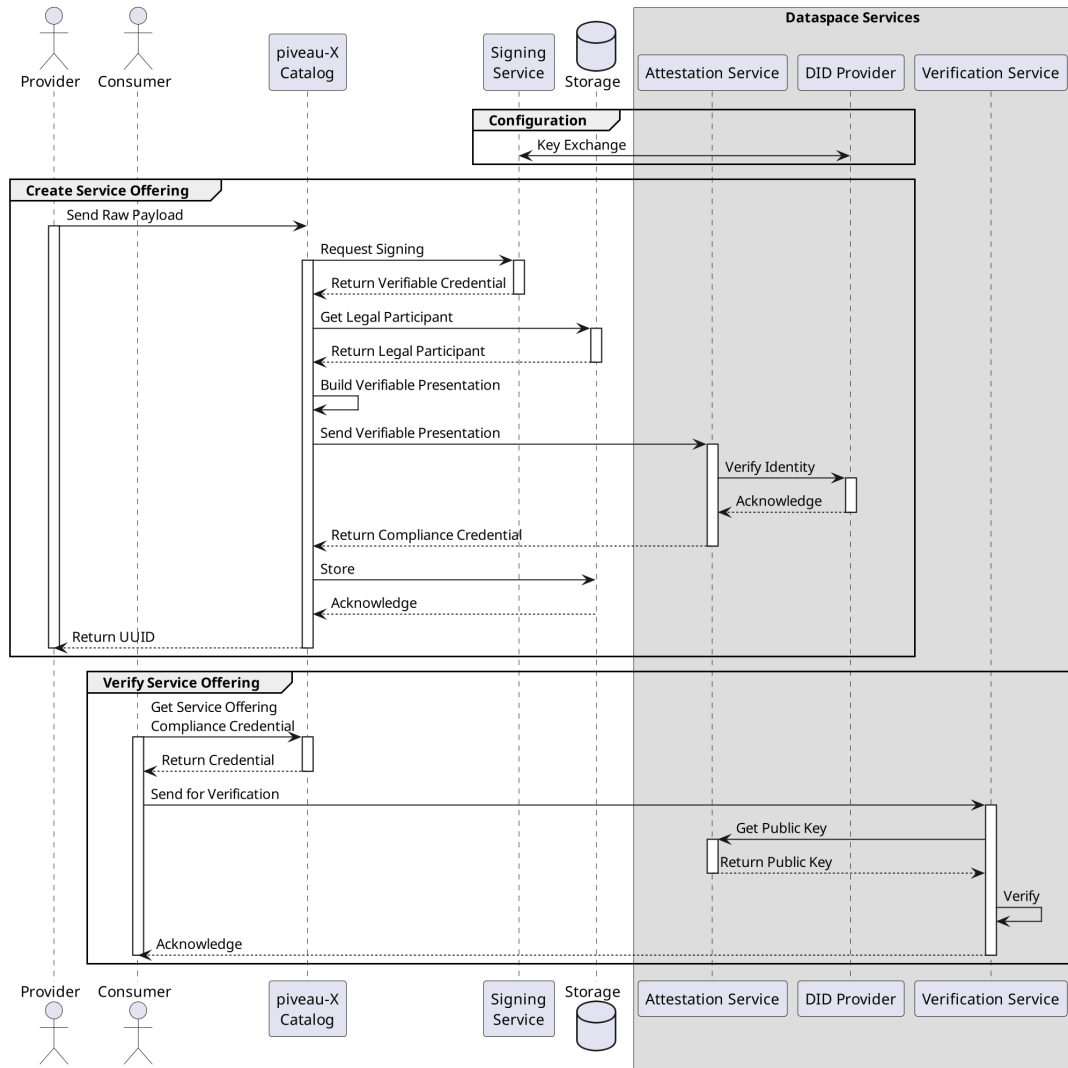 Dataspace Services
Provider
Consumer
piveau-X
Catalog
Signing
Service
Storage
Attestation Service
DID Provider
Verification Service
Configuration
Key Exchange
Create Service Offering
Send Raw Payload
Request Signing
Return Verifiable Credential
Get Legal Participant
Return Legal Participant
Build Verifiable Presentation
Send Verifiable Presentation
Verify Identity
Acknowledge
Return Compliance Credential
Store
Acknowledge
Return UUID
Verify Service Offering
Get Service Offering
Compliance Credential
Return Credential
Send for Verification
Get Public Key
Return Public Key
Verify
Acknowledge
Provider
Consumer
piveau-X
Catalog
Signing
Service
Storage
Attestation Service
DID Provider
Verification Service